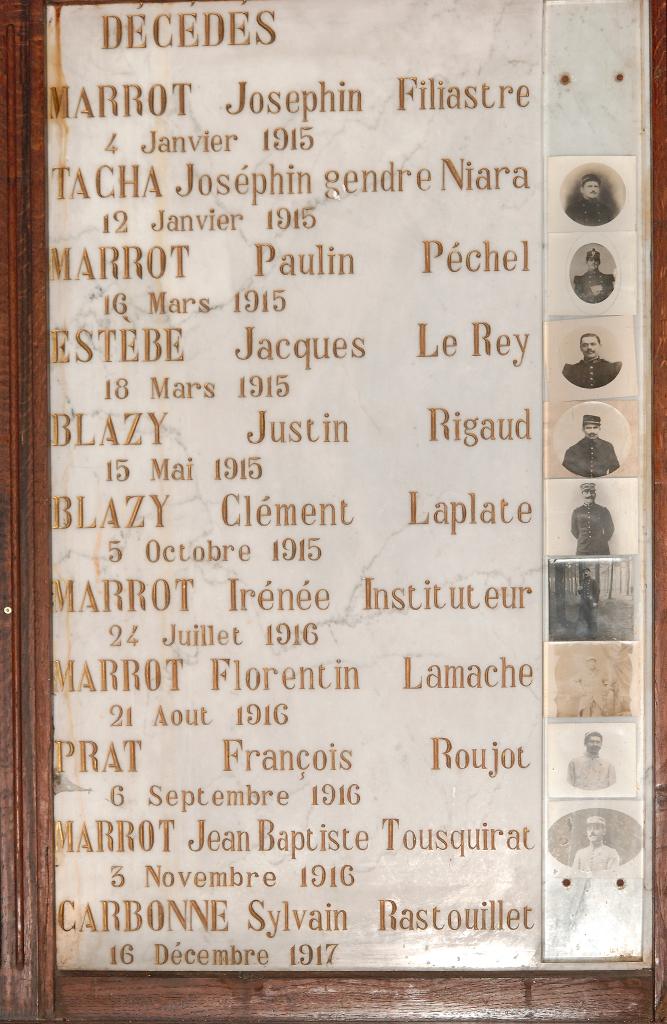 DÉCÉDÉS
MARROT Josephin Filiastre
4 Janvier 1915
TACHA Joséphin gendre Niara
12 Janvier 1915
MARROT Paulin Péchel
16 Mars 1915
ESTÈBE Jacques Le Rey
18 Mars 1915
BLAZY Justin Rigaud
15 Mai 1915
BLAZY Clément Laplate
5 Octobre 1915
MARROT Irénée Instituteur
24 Juillet 1916
MARROT Florentin Lamache
21 Aout 1916
PRAT François Roujot
6 Septembre 1916
MARROT Jean Baptiste Tousquirat
3 Novembre 1916
CARBONNE Sylvain Rastouillet
16 Décembre 1917